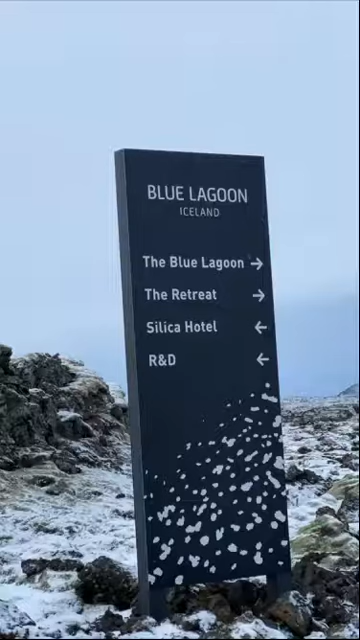 BLUE LAGOON
ICELAND
The Blue Lagoon →
The Retreat →
Silica Hotel ←
R&D ←